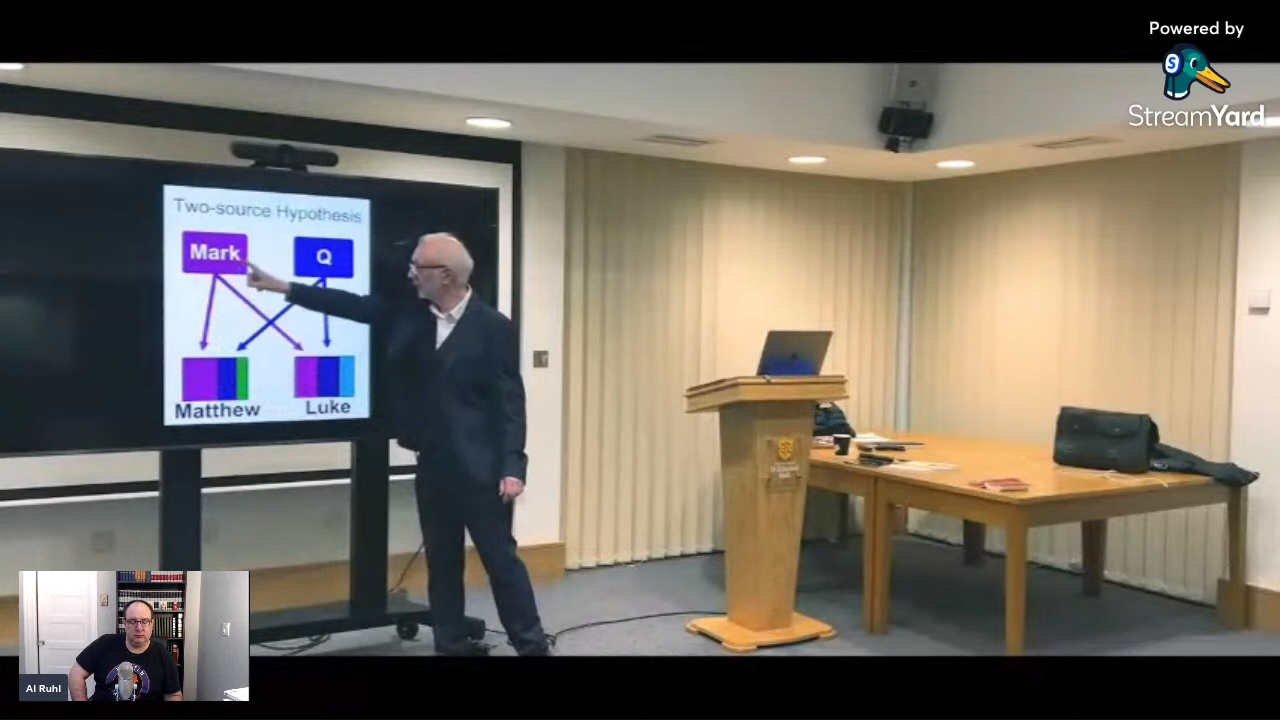 Powered by
StreamYard
Two-source Hypothesis
Mark
Q
Matthew
Luke
Al Ruhl